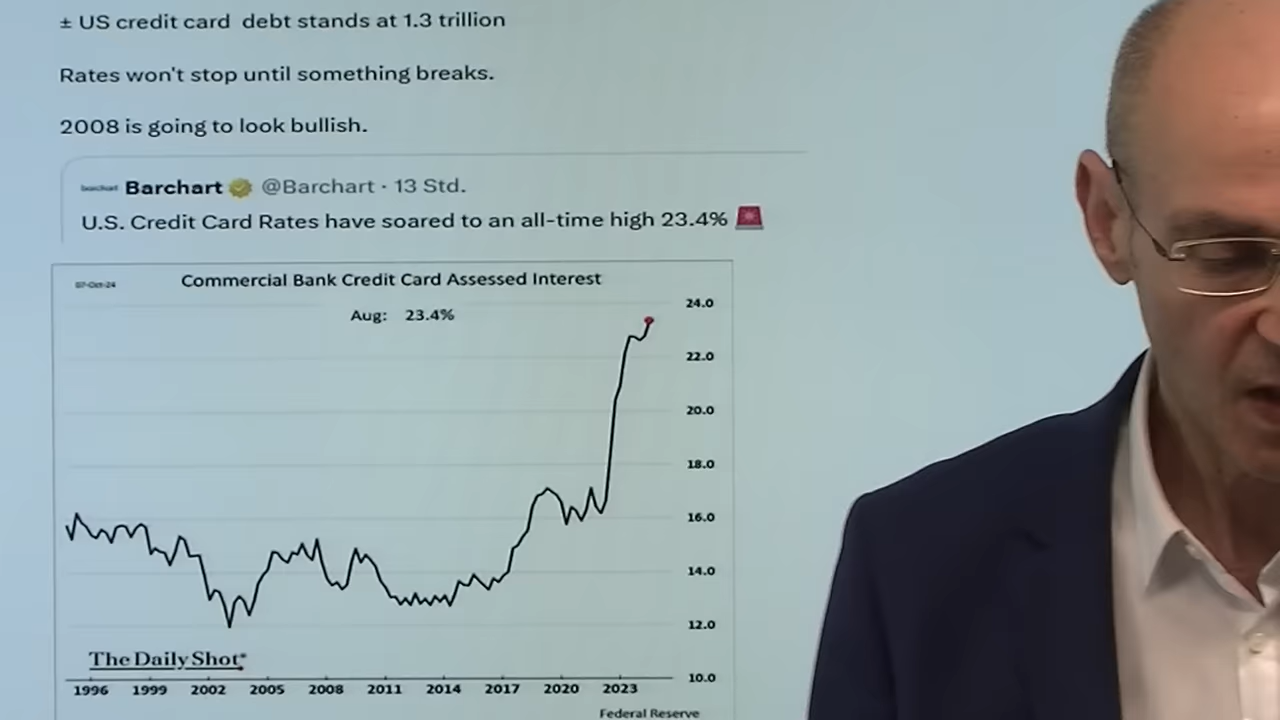 ± US credit card debt stands at 1.3 trillion
Rates won't stop until something breaks.
2008 is going to look bullish.
barchart Barchart @Barchart · 13 Std.
U.S. Credit Card Rates have soared to an all-time high 23.4%
07-Oct-24
Commercial Bank Credit Card Assessed Interest
Aug: 23.4%
24.0
22.0
20.0
18.0
16.0
14.0
12.0
10.0
The Daily Shot*
1996 1999 2002 2005 2008 2011 2014 2017 2020 2023
Federal Reserve